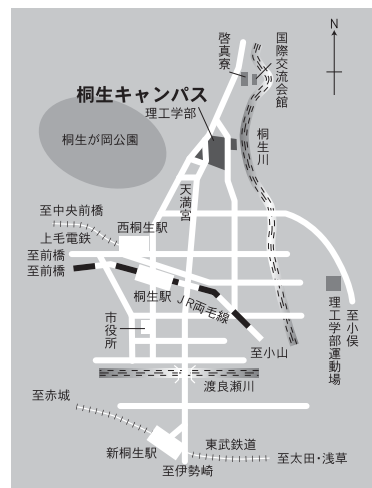 N
啓真寮
国際交流会館
桐生キャンパス
理工学部
桐生が岡公園
桐生川
天満宮
至中央前橋
西桐生駅
上毛電鉄
至前橋
至前橋
桐生駅
JR両毛線
市役所
至小山
理工学部運動場
至小俣
渡良瀬川
至赤城
新桐生駅
東武鉄道
至太田・浅草
至伊勢崎